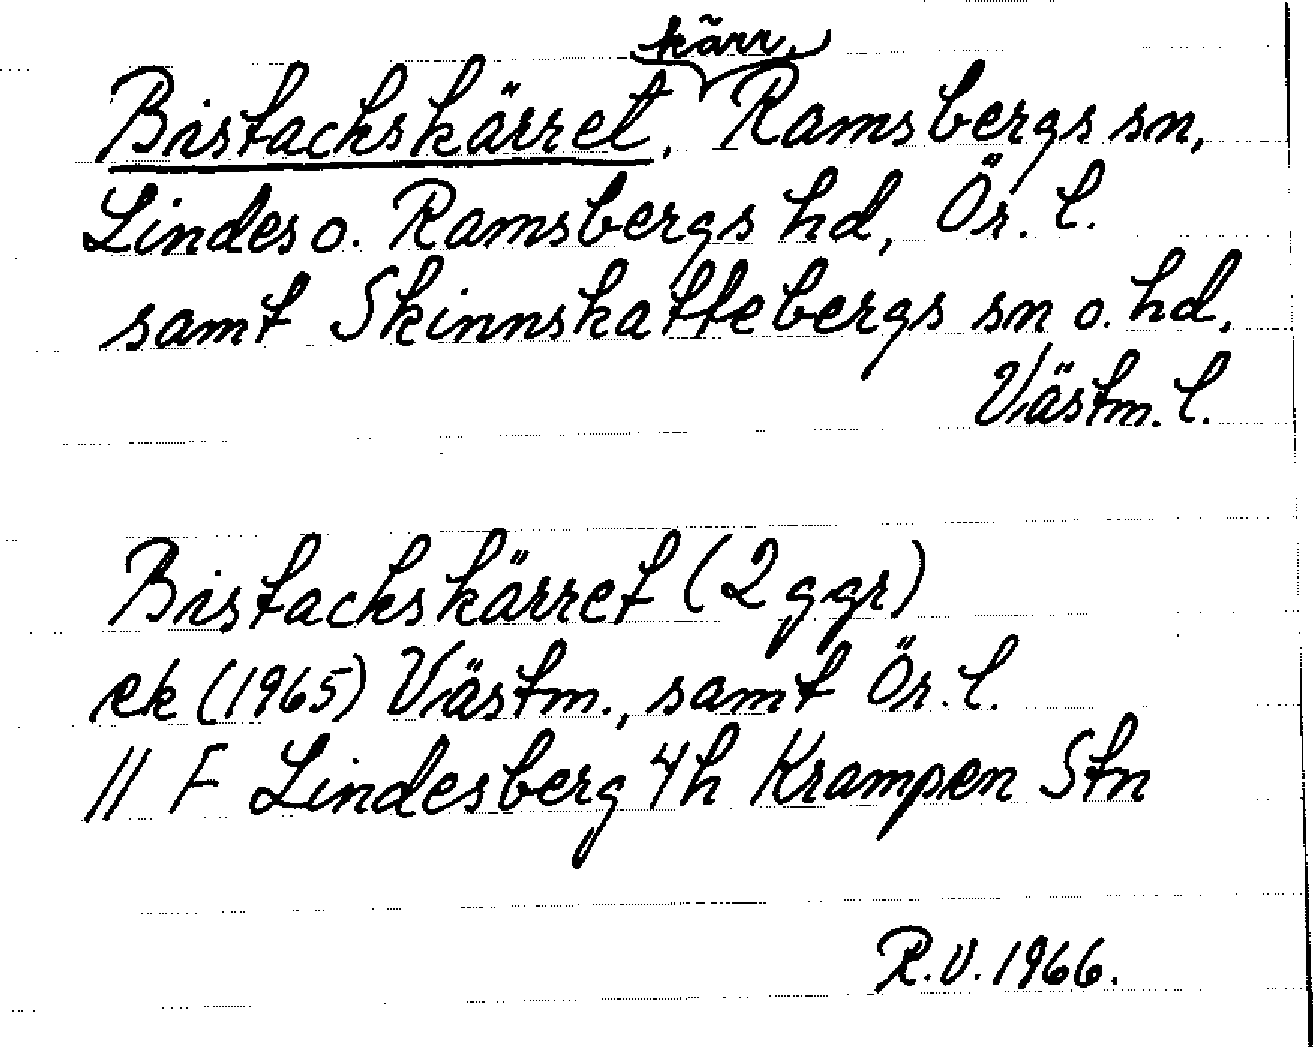 Bistackskärret, kärr, Ramsbergs sn,
Lindes o. Ramsbergs hd, Ör. l.
samt Skinnskattebergs sn o. hd,
Västm. l.
Bistackskärret (2 ggr)
ek (1965) Västm., samt Ör. l.
11 F Lindesberg 4h Krampen Stn
R.V. 1966.